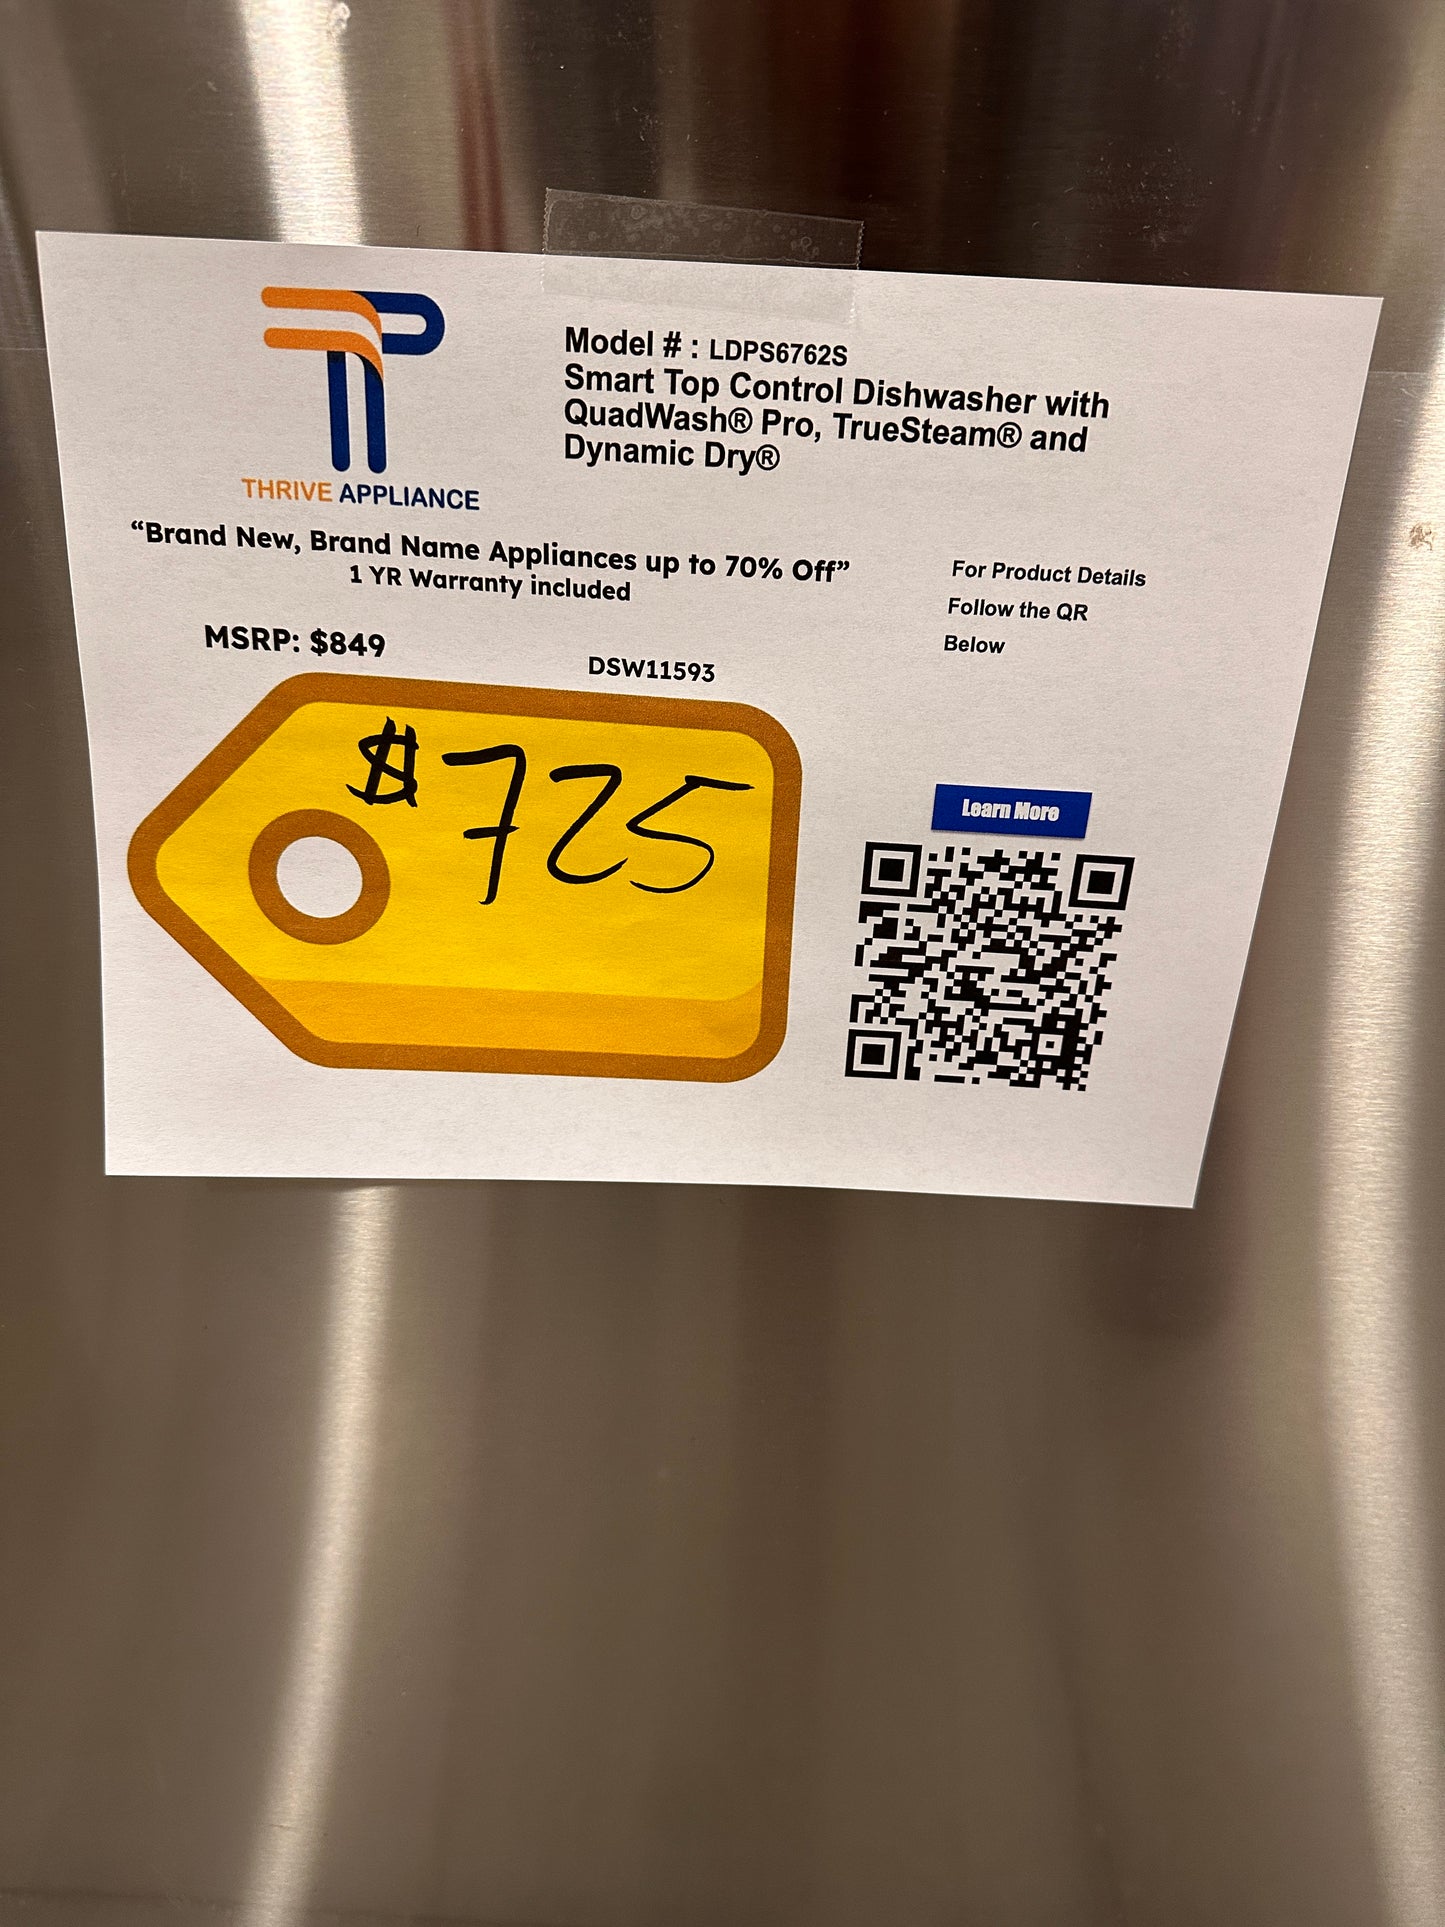 THRIVE APPLIANCE
Model # : LDPS6762S
Smart Top Control Dishwasher with
QuadWash® Pro, TrueSteam® and
Dynamic Dry®
“Brand New, Brand Name Appliances up to 70% Off”
1 YR Warranty included
For Product Details
Follow the QR
Below
MSRP: $849
DSW11593
$725
Learn More